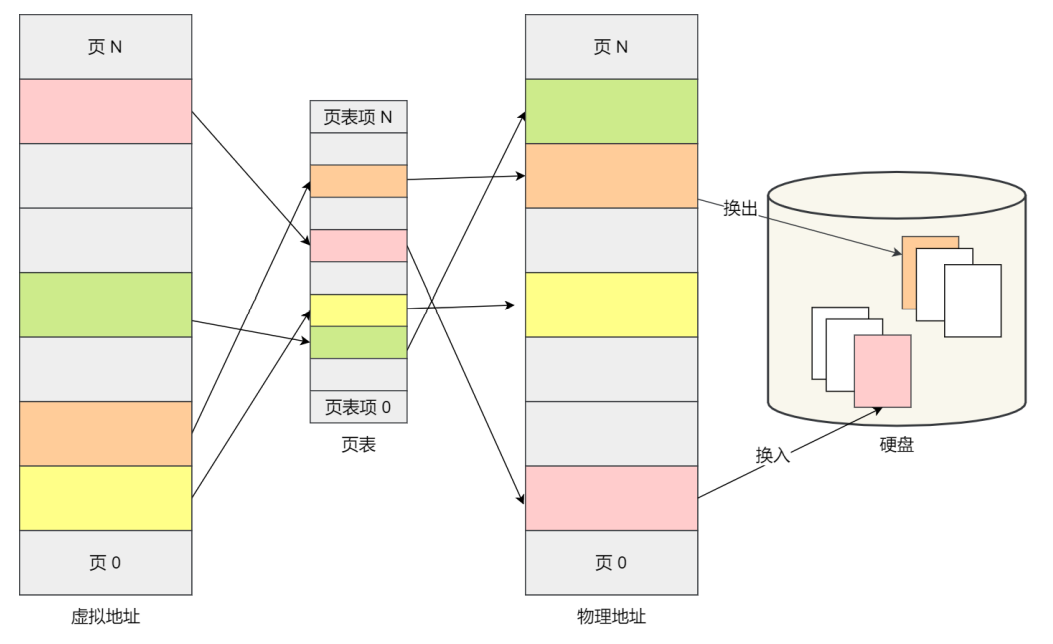 页 N
页 0
虚拟地址
页表项 N
页表项 0
页表
页 N
页 0
物理地址
换出
换入
硬盘